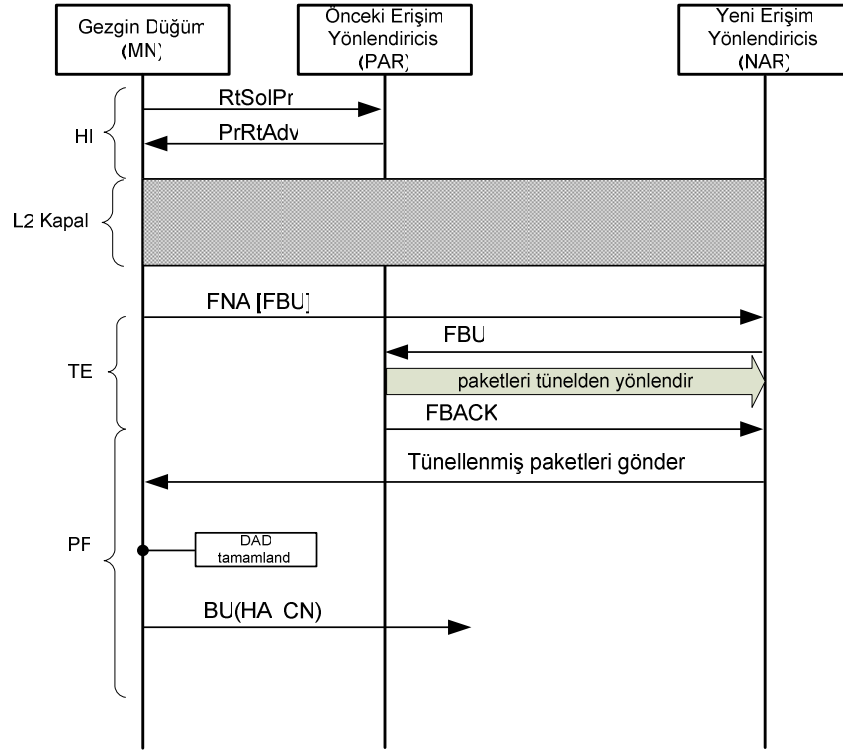 Gezgin Düğüm
(MN)
Önceki Erişim
Yönlendiricis
(PAR)
Yeni Erişim
Yönlendiricis
(NAR)
RtSolPr
HI
PrRtAdv
L2 Kapal
FNA [FBU]
FBU
TE
paketleri tünelden yönlendir
FBACK
Tünellenmiş paketleri gönder
PF
DAD
tamamland
BU(HA CN)